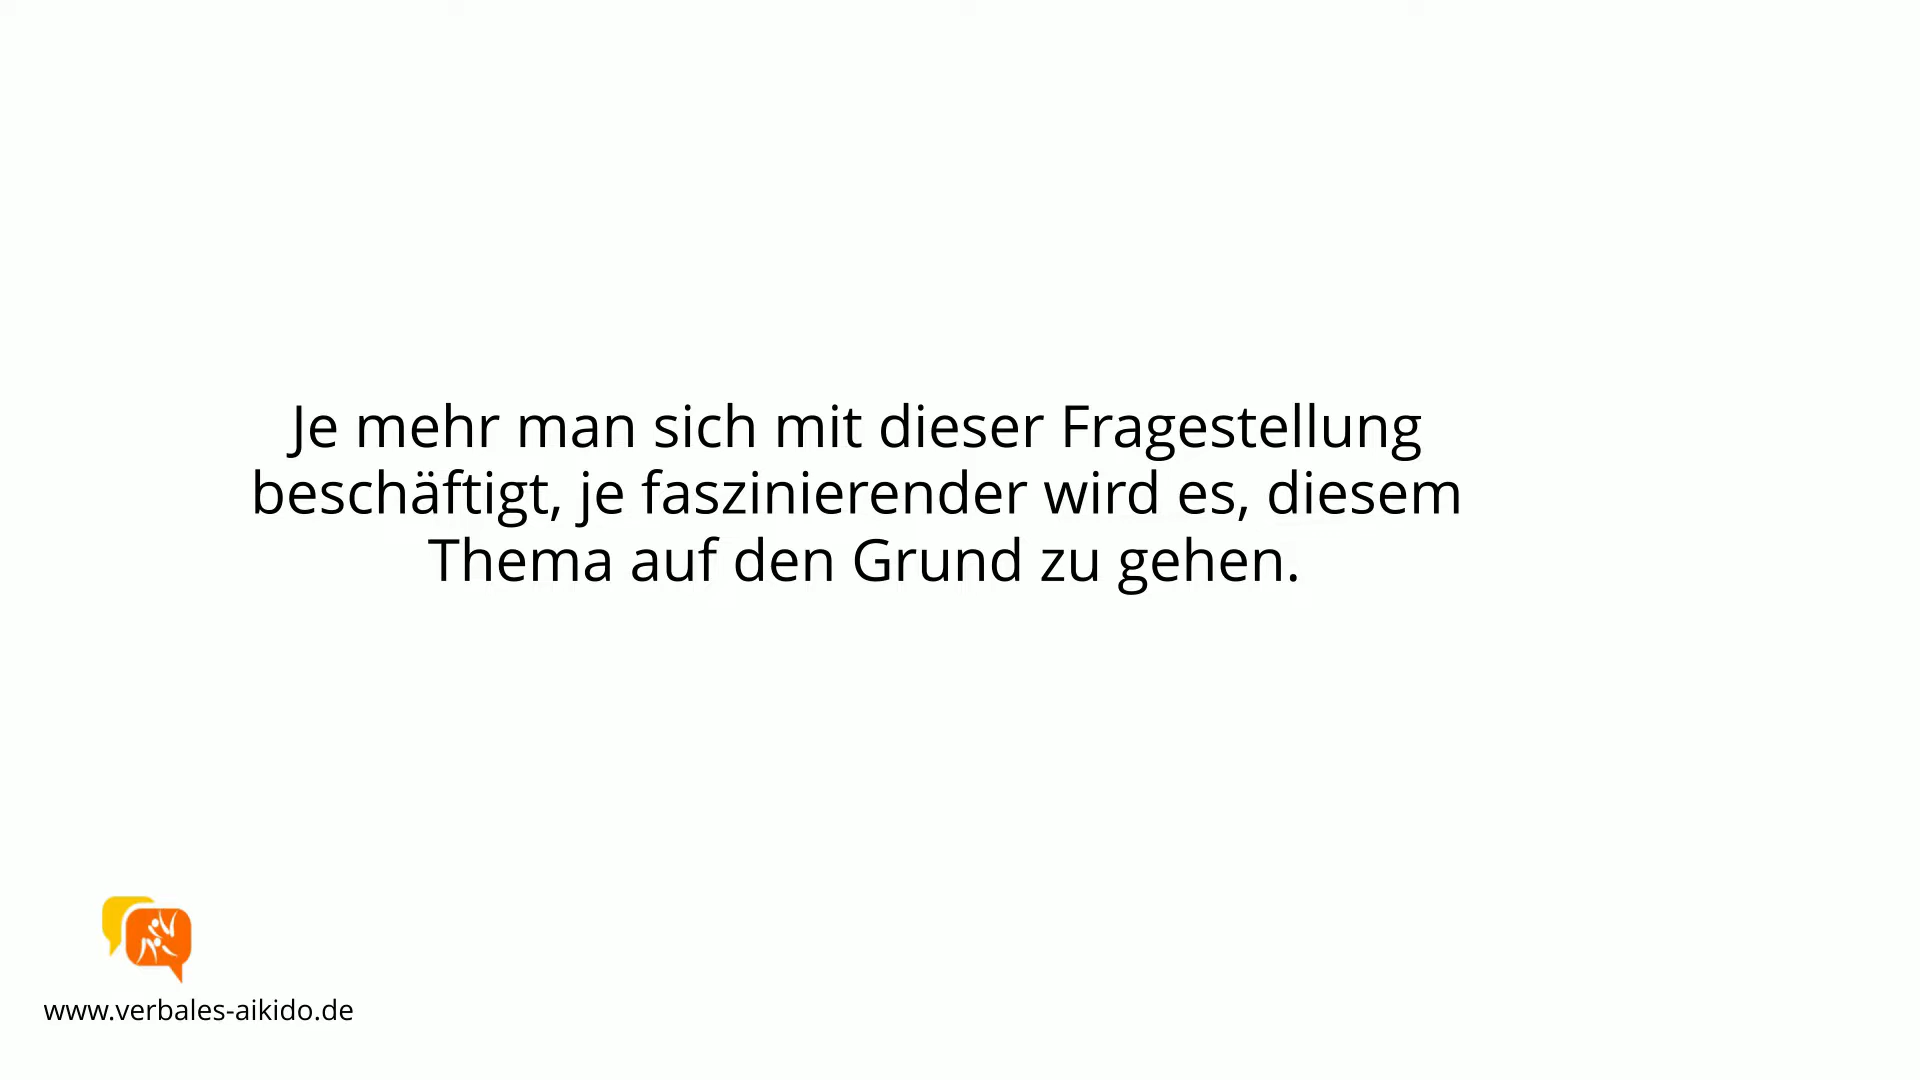 Je mehr man sich mit dieser Fragestellung
beschäftigt, je faszinierender wird es, diesem
Thema auf den Grund zu gehen.
www.verbales-aikido.de